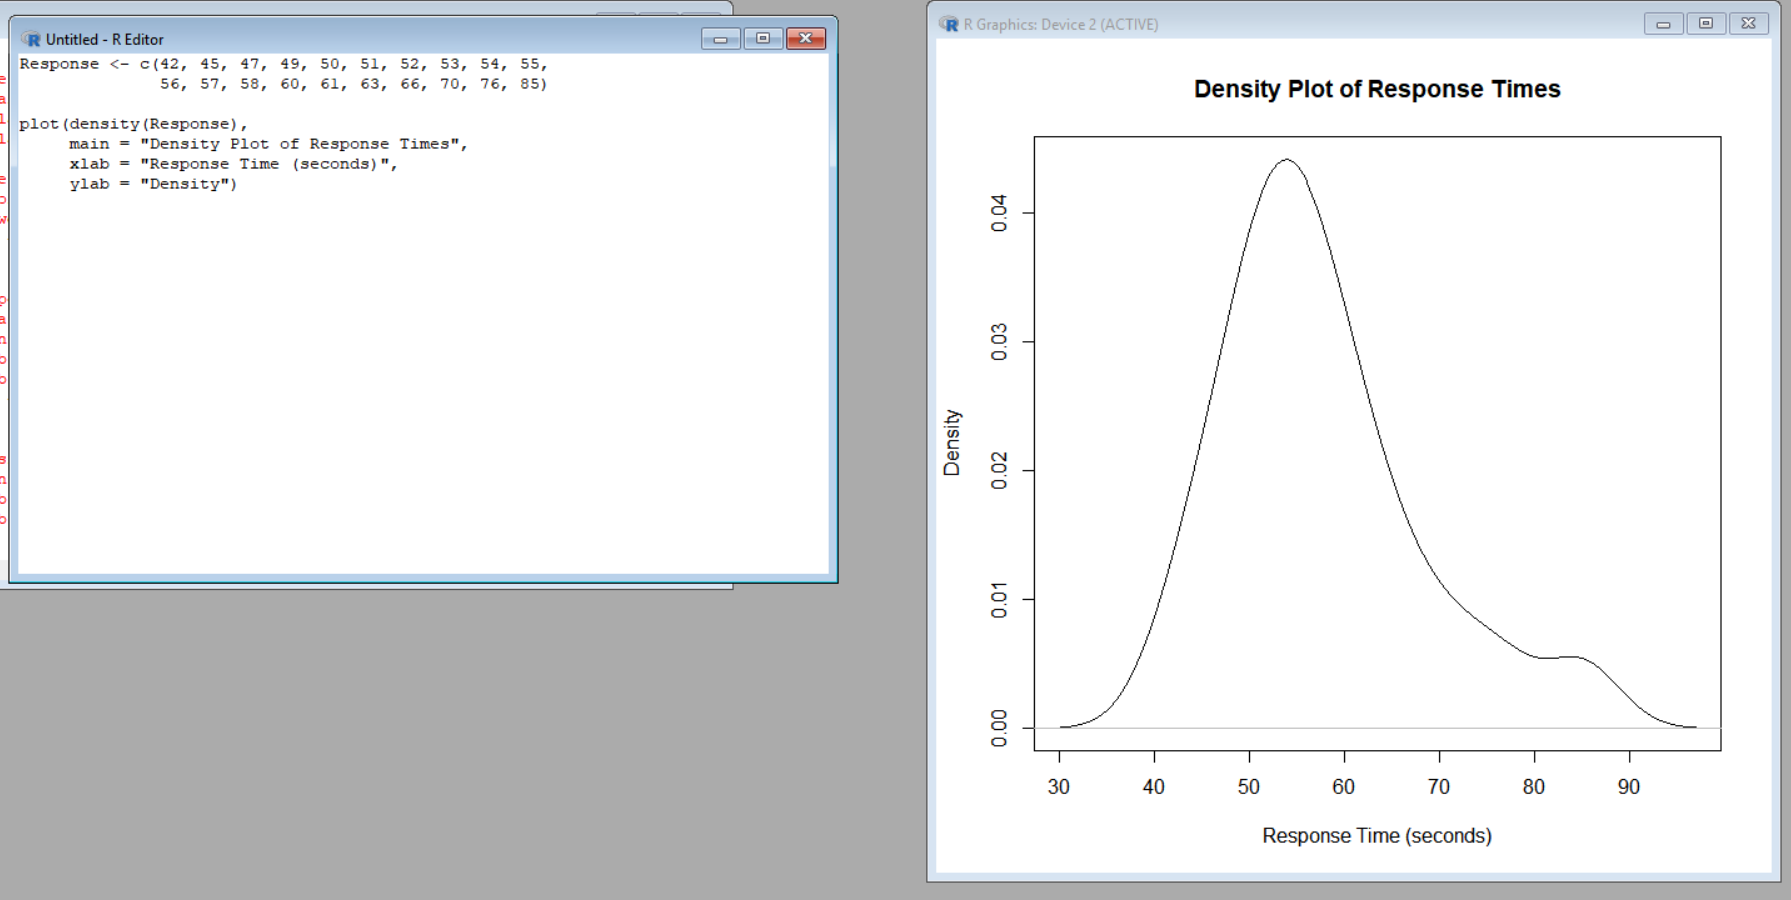 Untitled - R Editor
Response <- c(42, 45, 47, 49, 50, 51, 52, 53, 54, 55,
56, 57, 58, 60, 61, 63, 66, 70, 76, 85)
plot(density(Response),
main = "Density Plot of Response Times",
xlab = "Response Time (seconds)",
ylab = "Density")
R Graphics: Device 2 (ACTIVE)
Density Plot of Response Times
Density
0.04
0.03
0.02
0.01
0.00
30 40 50 60 70 80 90
Response Time (seconds)